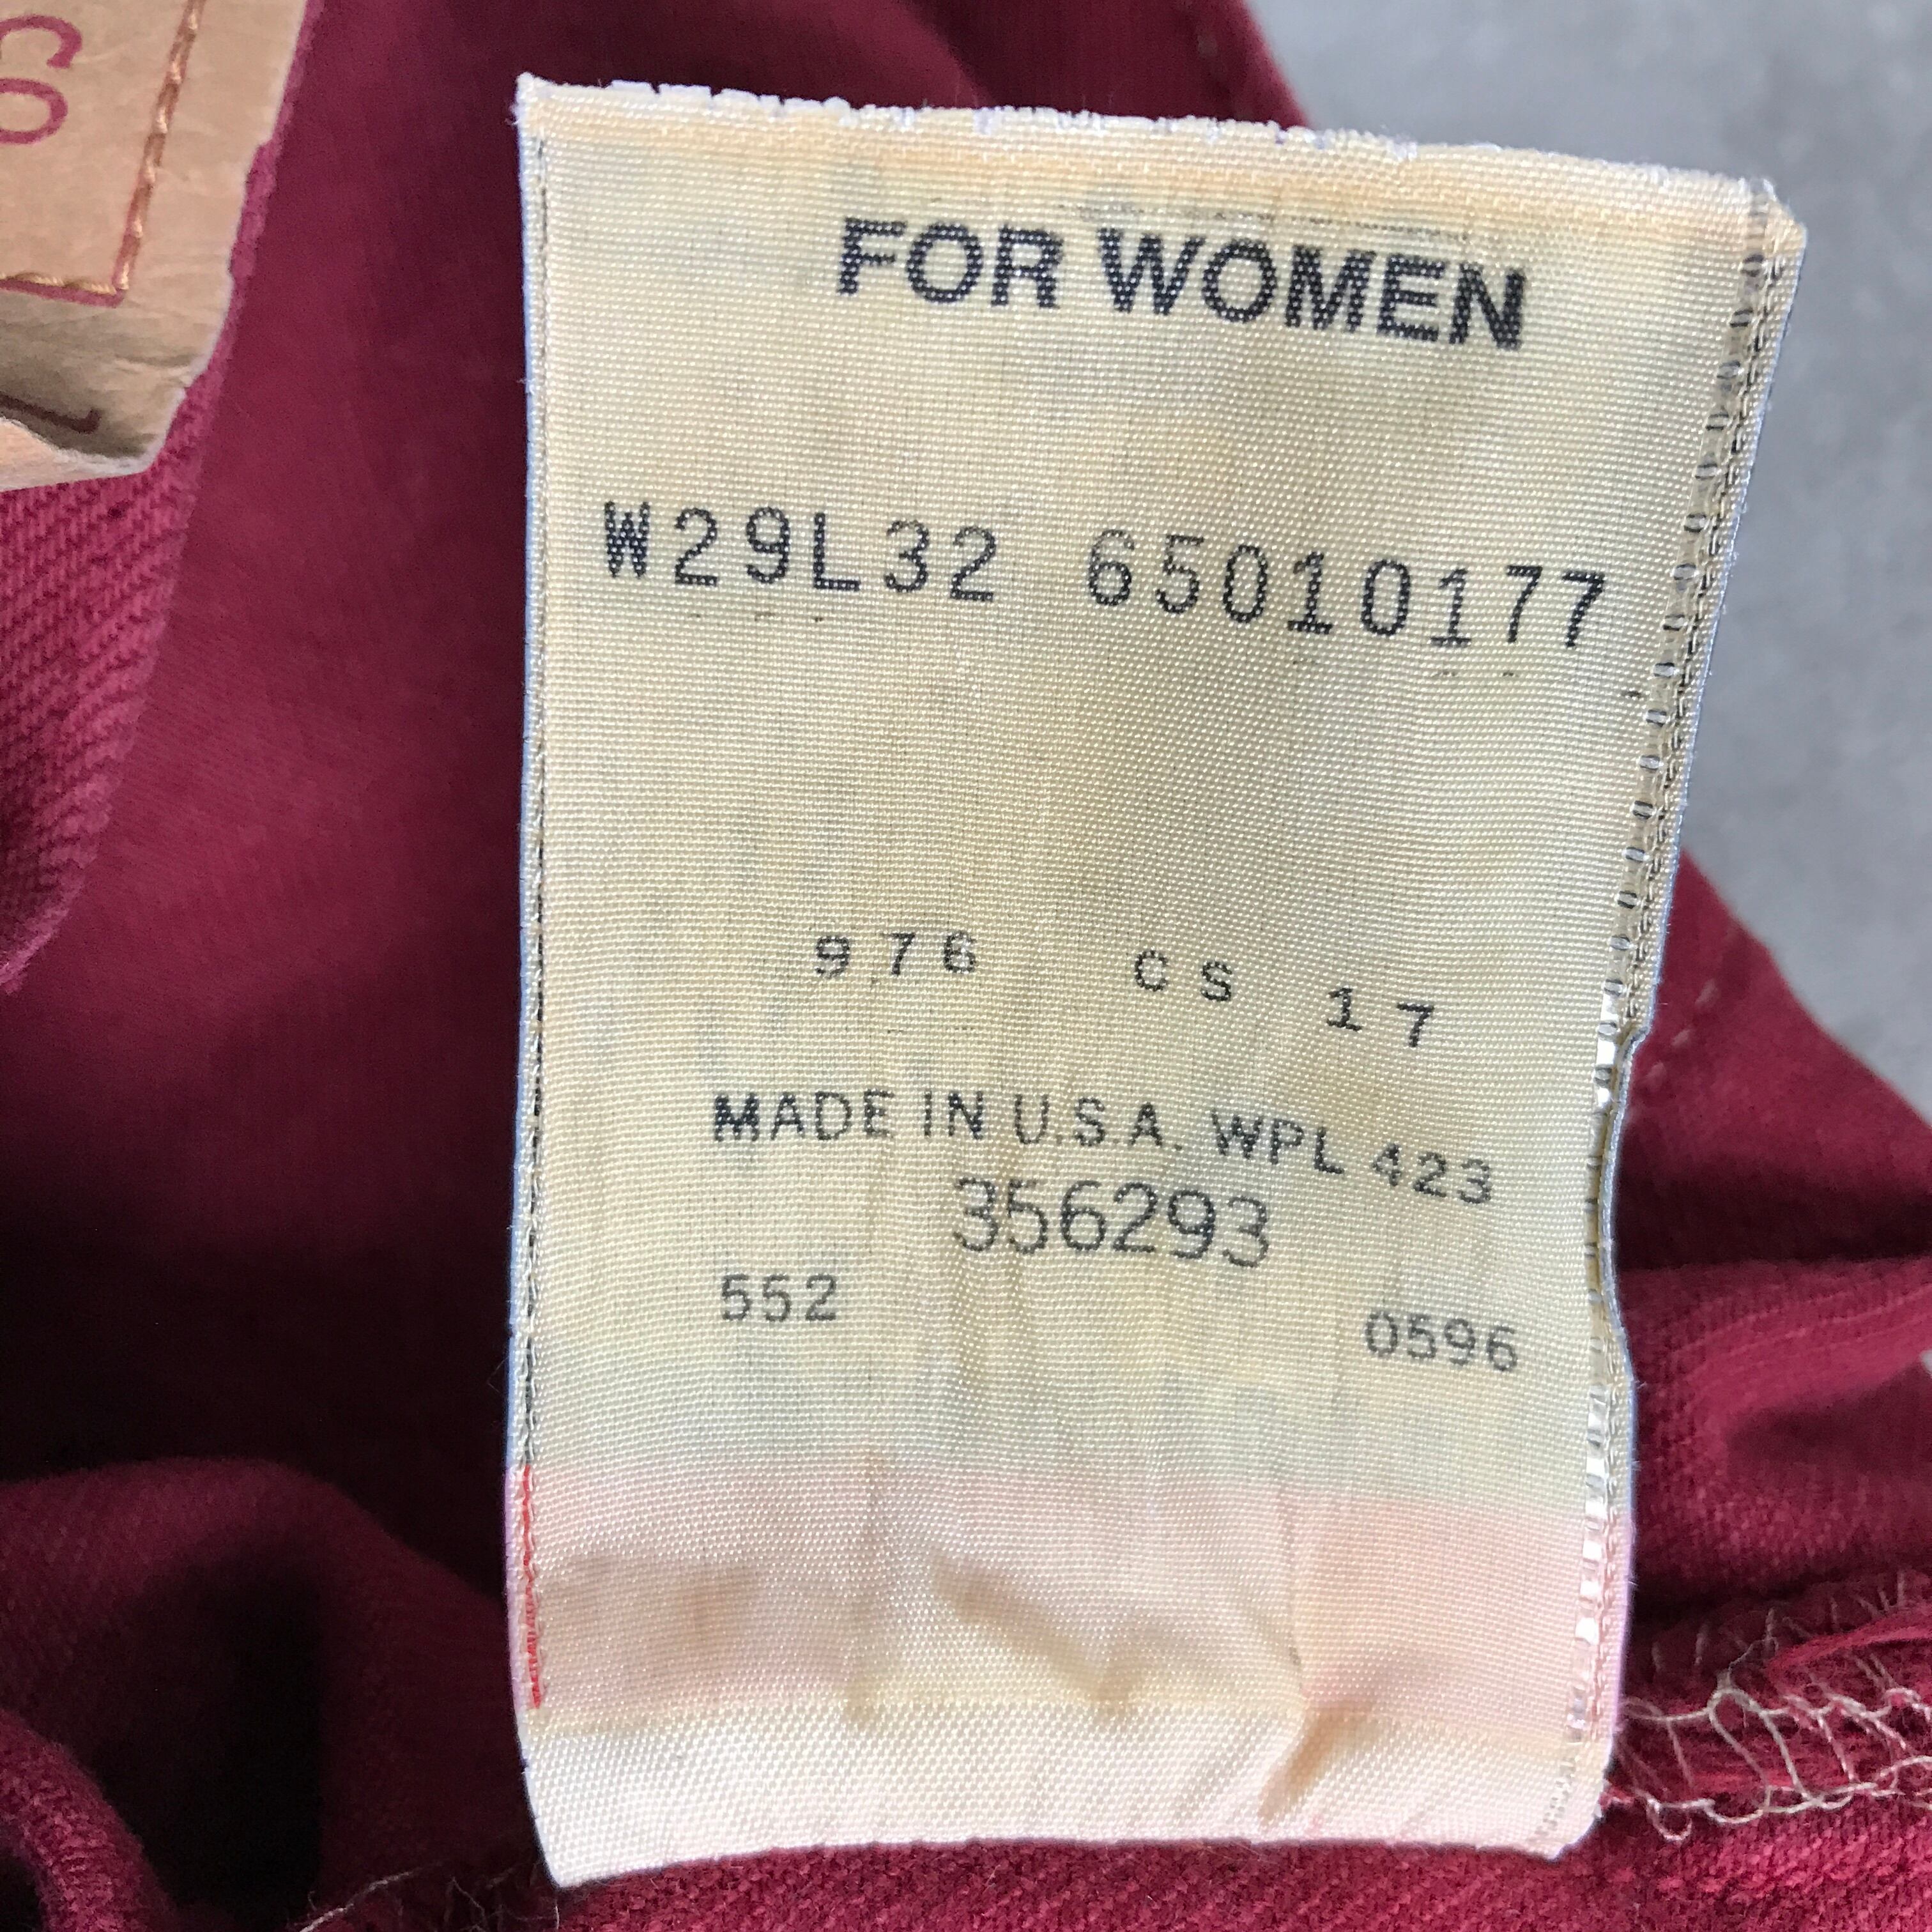 FOR WOMEN
W29L32 65010177
976 CS 17
MADE IN U.S.A. WPL 423
356293
552 0596